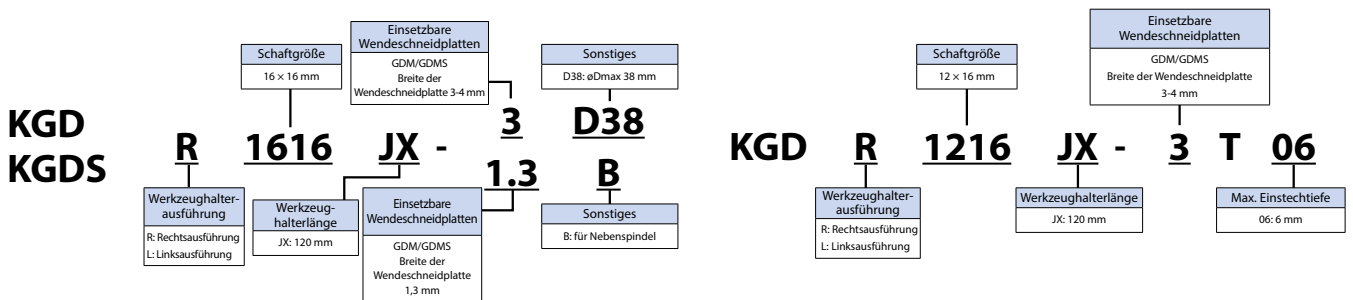 Einsetzbare
Wendeschneidplatten
GDM/GDMS
Breite der
Wendeschneidplatte 3-4 mm
Schaftgröße
16 × 16 mm
Sonstiges
D38: øDmax 38 mm
KGD
KGDS
R 1616 JX - 3 D38
1.3 B
Werkzeughalter-
ausführung
R: Rechtsausführung
L: Linksausführung
Werkzeug-
halterlänge
JX: 120 mm
Einsetzbare
Wendeschneidplatten
GDM/GDMS
Breite der
Wendeschneidplatte
1,3 mm
Sonstiges
B: für Nebenspindel
Einsetzbare
Wendeschneidplatten
GDM/GDMS
Breite der Wendeschneidplatte
3-4 mm
Schaftgröße
12 × 16 mm
KGD R 1216 JX - 3 T 06
Werkzeughalter-
ausführung
R: Rechtsausführung
L: Linksausführung
Werkzeughalterlänge
JX: 120 mm
Max. Einstechtiefe
06: 6 mm